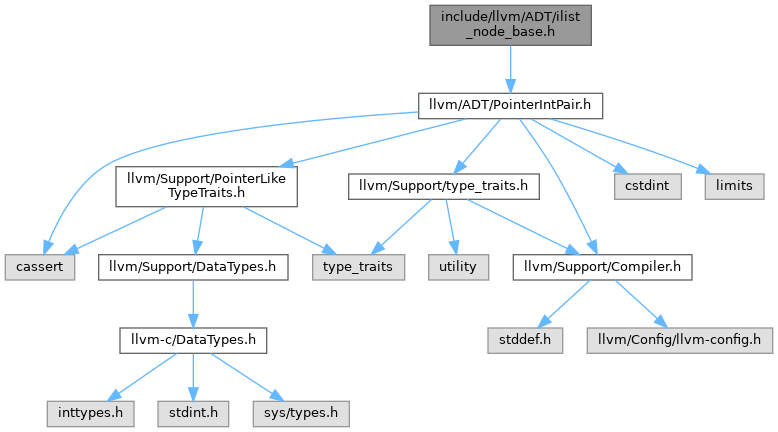 include/llvm/ADT/ilist
_node_base.h
llvm/ADT/PointerIntPair.h
llvm/Support/PointerLike
TypeTraits.h
llvm/Support/type_traits.h
cstdint
limits
cassert
llvm/Support/DataTypes.h
type_traits
utility
llvm/Support/Compiler.h
llvm-c/DataTypes.h
stddef.h
llvm/Config/llvm-config.h
inttypes.h
stdint.h
sys/types.h